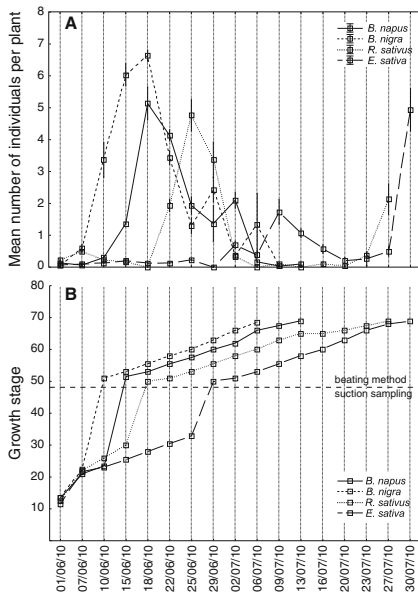 A
B. napus
B. nigra
R. sativus
E. sativa
Mean number of individuals per plant
8
7
6
5
4
3
2
1
0
B
Growth stage
80
70
60
50
40
30
20
10
beating method
suction sampling
B. napus
B. nigra
R. sativus
E. sativa
01/06/10
07/06/10
10/06/10
15/06/10
18/06/10
22/06/10
25/06/10
29/06/10
02/07/10
06/07/10
09/07/10
13/07/10
16/07/10
20/07/10
23/07/10
27/07/10
30/07/10